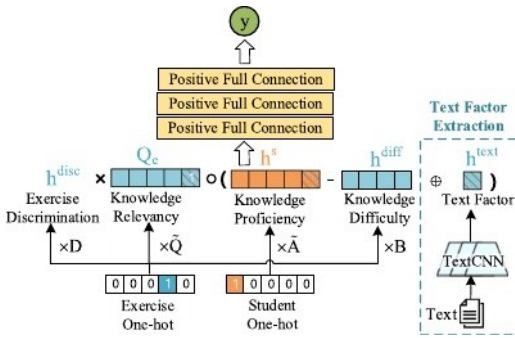 y
Positive Full Connection
Positive Full Connection
Positive Full Connection
Text Factor
Extraction
h^disc × Q_e 1 o ( h^s - h^diff ⊕ h^text )
Exercise
Discrimination
Knowledge
Relevancy
Knowledge
Proficiency
Knowledge
Difficulty
Text Factor
×D
×Q̃
×Ã
×B
TextCNN
0 0 0 1 0
1 0 0 0 0
Exercise
One-hot
Student
One-hot
Text